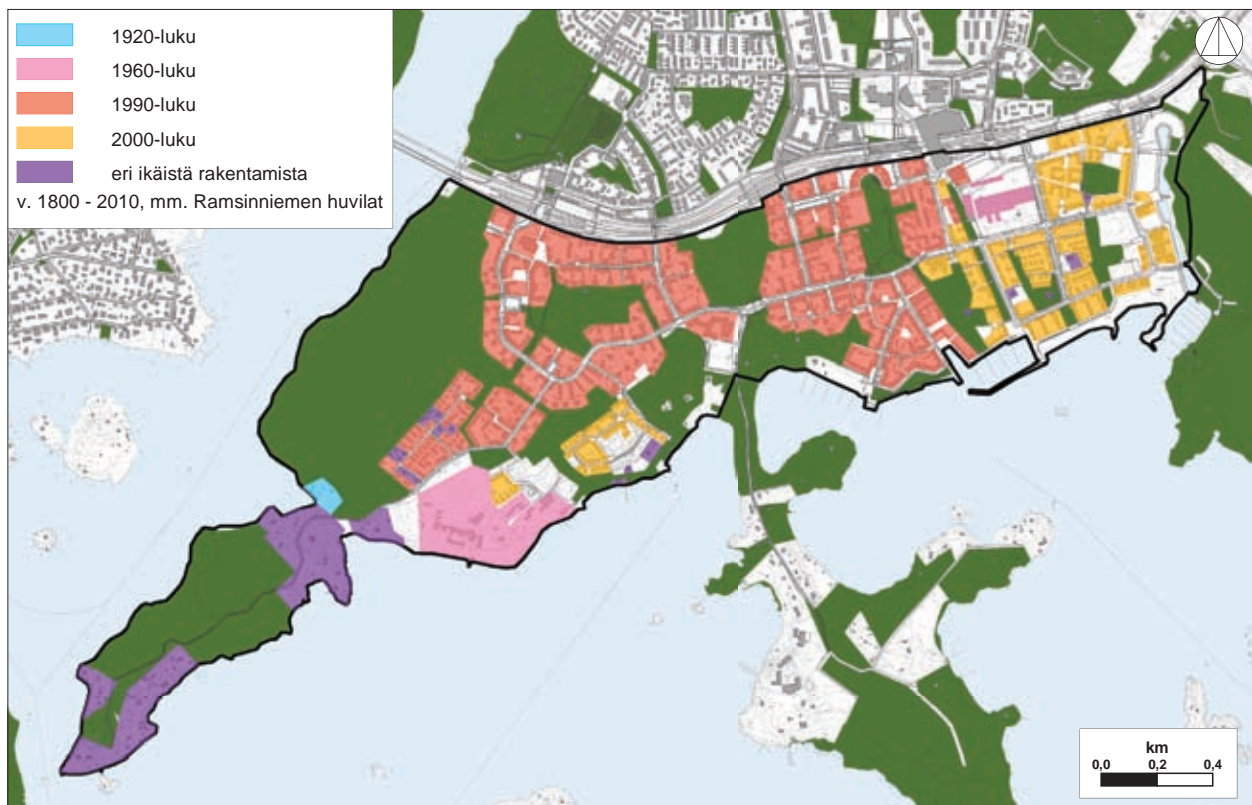 1920-luku
1960-luku
1990-luku
2000-luku
eri ikäistä rakentamista
v. 1800 - 2010, mm. Ramsinniemen huvilat
km
0,0 0,2 0,4